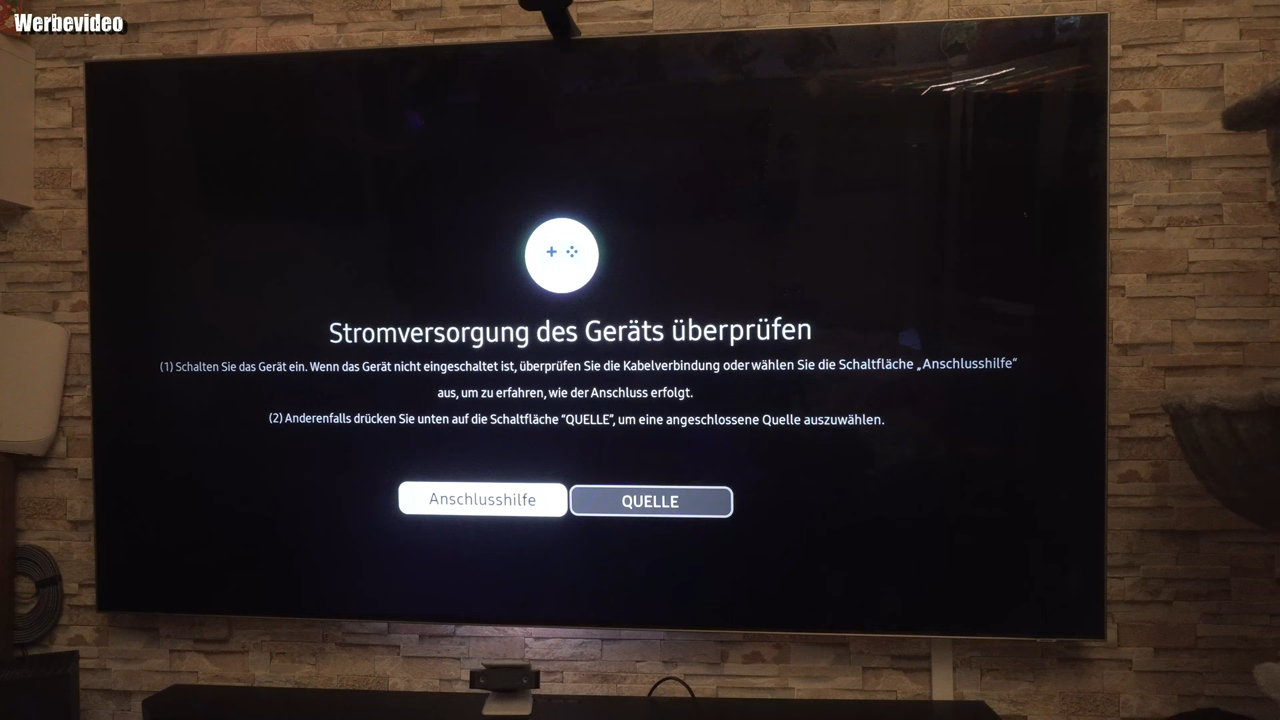 Werbevideo
Stromversorgung des Geräts überprüfen
(1) Schalten Sie das Gerät ein. Wenn das Gerät nicht eingeschaltet ist, überprüfen Sie die Kabelverbindung oder wählen Sie die Schaltfläche „Anschlusshilfe“
aus, um zu erfahren, wie der Anschluss erfolgt.
(2) Anderenfalls drücken Sie unten auf die Schaltfläche "QUELLE", um eine angeschlossene Quelle auszuwählen.
Anschlusshilfe QUELLE